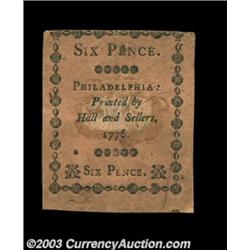 SIX PENCE.
PHILADELPHIA:
Printed by
Hall and Sellers,
1776.
SIX PENCE.
©2003 CurrencyAuction.com